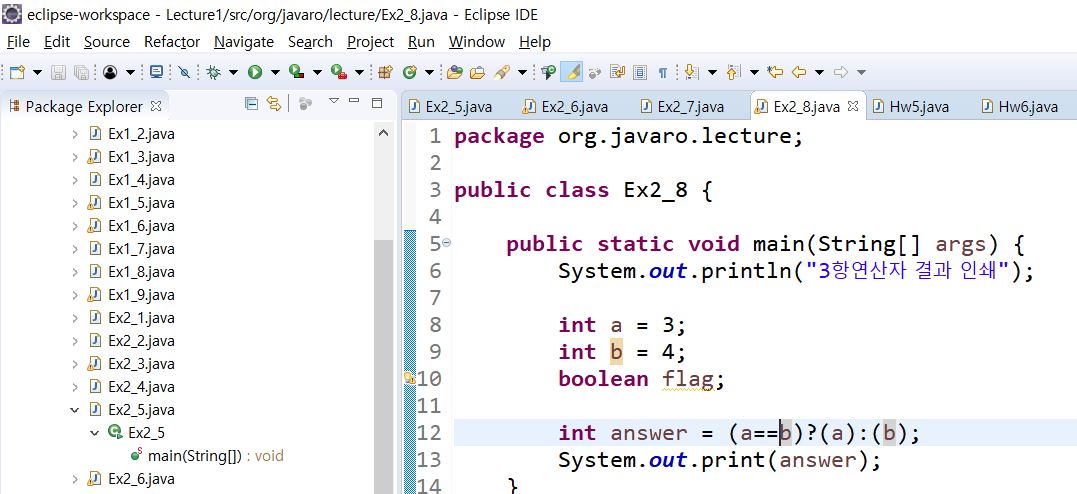 eclipse-workspace - Lecture1/src/org/javaro/lecture/Ex2_8.java - Eclipse IDE
File Edit Source Refactor Navigate Search Project Run Window Help
Package Explorer
Ex1_2.java
Ex1_3.java
Ex1_4.java
Ex1_5.java
Ex1_6.java
Ex1_7.java
Ex1_8.java
Ex1_9.java
Ex2_1.java
Ex2_2.java
Ex2_3.java
Ex2_4.java
Ex2_5.java
Ex2_5
main(String[]) : void
Ex2_6.java
Ex2_5.java Ex2_6.java Ex2_7.java Ex2_8.java Hw5.java Hw6.java
1 package org.javaro.lecture;
2
3 public class Ex2_8 {
4
5 public static void main(String[] args) {
6 System.out.println("3항연산자 결과 인쇄");
7
8 int a = 3;
9 int b = 4;
10 boolean flag;
11
12 int answer = (a==b)?(a):(b);
13 System.out.print(answer);
14 }